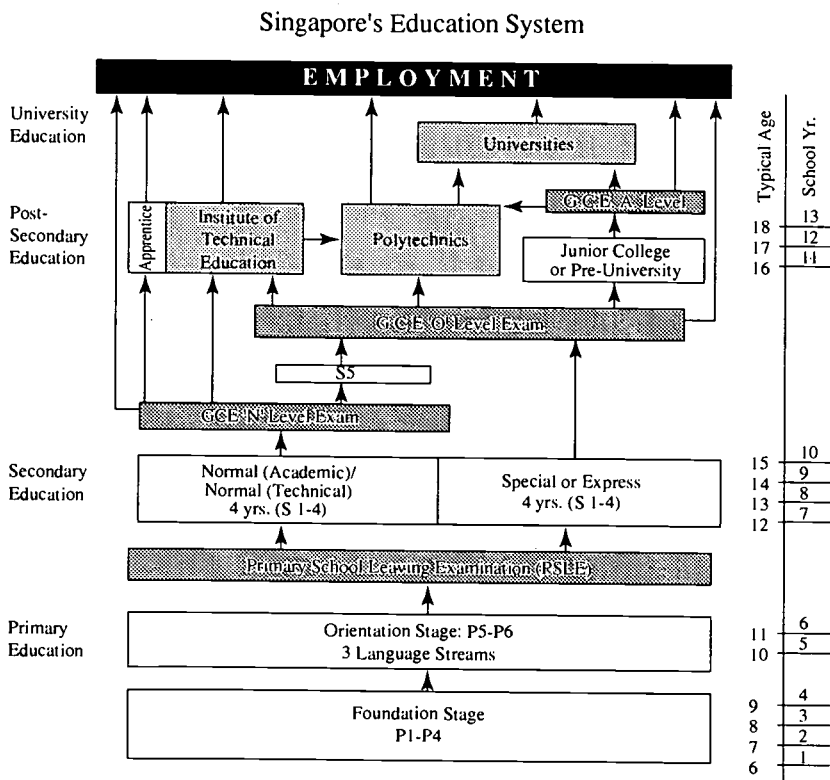 Singapore's Education System
EMPLOYMENT
University
Education
Universities
Typical Age
School Yr.
G C E A Level
Post-
Secondary
Education
Apprentice
Institute of
Technical
Education
Polytechnics
Junior College
or Pre-University
18
17
16
13
12
11
G C E O Level Exam
S5
GCE N Level Exam
Secondary
Education
Normal (Academic)/
Normal (Technical)
4 yrs. (S 1-4)
Special or Express
4 yrs. (S 1-4)
15
14
13
12
10
9
8
7
Primary School Leaving Examination (RSLE)
Primary
Education
Orientation Stage: P5-P6
3 Language Streams
11
10
6
5
Foundation Stage
P1-P4
9
8
7
6
4
3
2
1